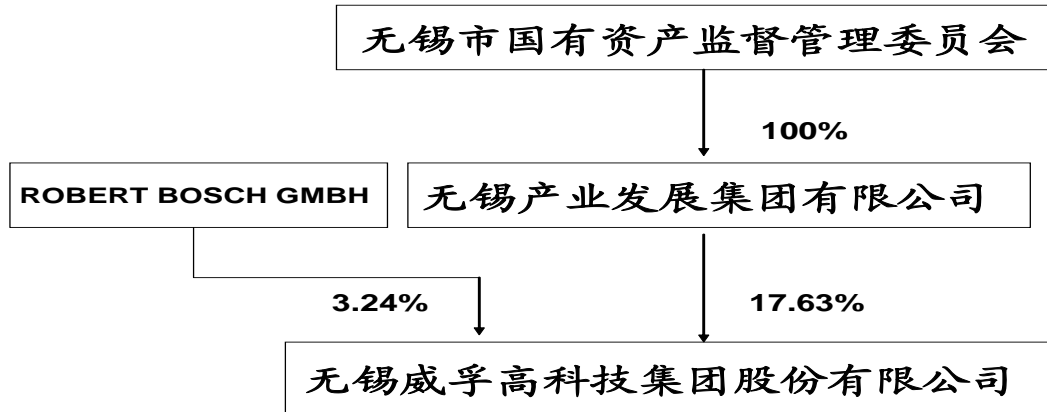 无锡市国有资产监督管理委员会
100%
ROBERT BOSCH GMBH
无锡产业发展集团有限公司
3.24%
17.63%
无锡威孚高科技集团股份有限公司